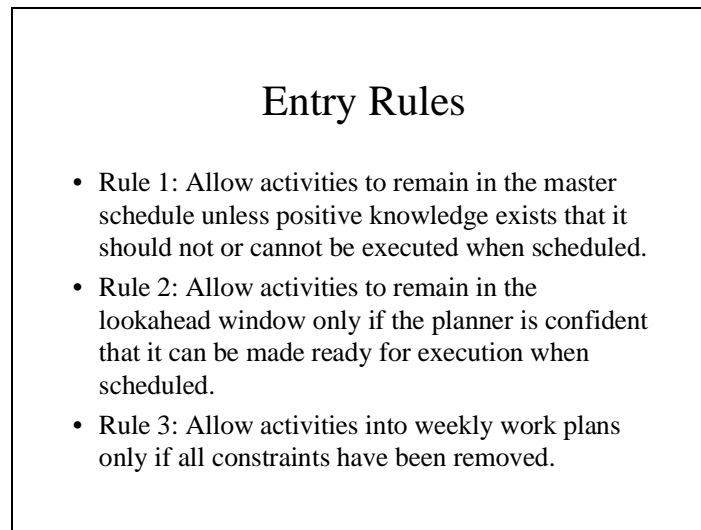 Entry Rules
• Rule 1: Allow activities to remain in the master
schedule unless positive knowledge exists that it
should not or cannot be executed when scheduled.
• Rule 2: Allow activities to remain in the
lookahead window only if the planner is confident
that it can be made ready for execution when
scheduled.
• Rule 3: Allow activities into weekly work plans
only if all constraints have been removed.